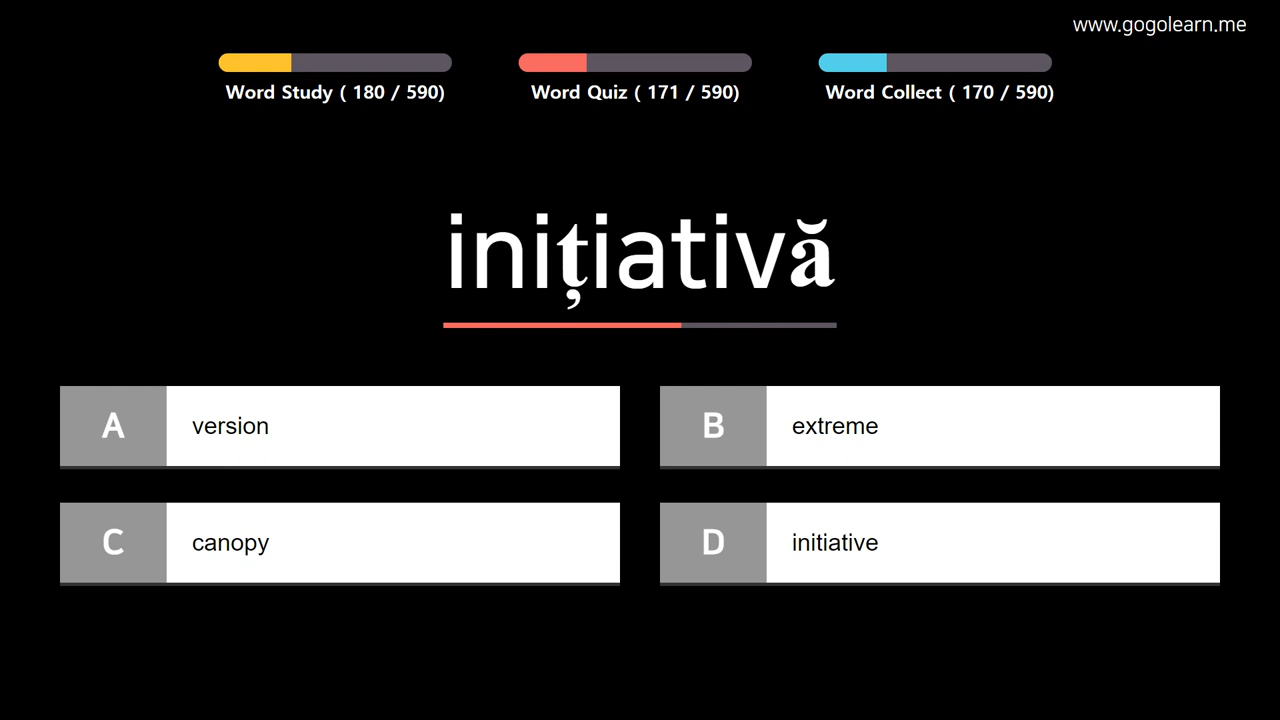 www.gogolearn.me
Word Study ( 180 / 590)
Word Quiz ( 171 / 590)
Word Collect ( 170 / 590)
inițiativă
A version
B extreme
C canopy
D initiative